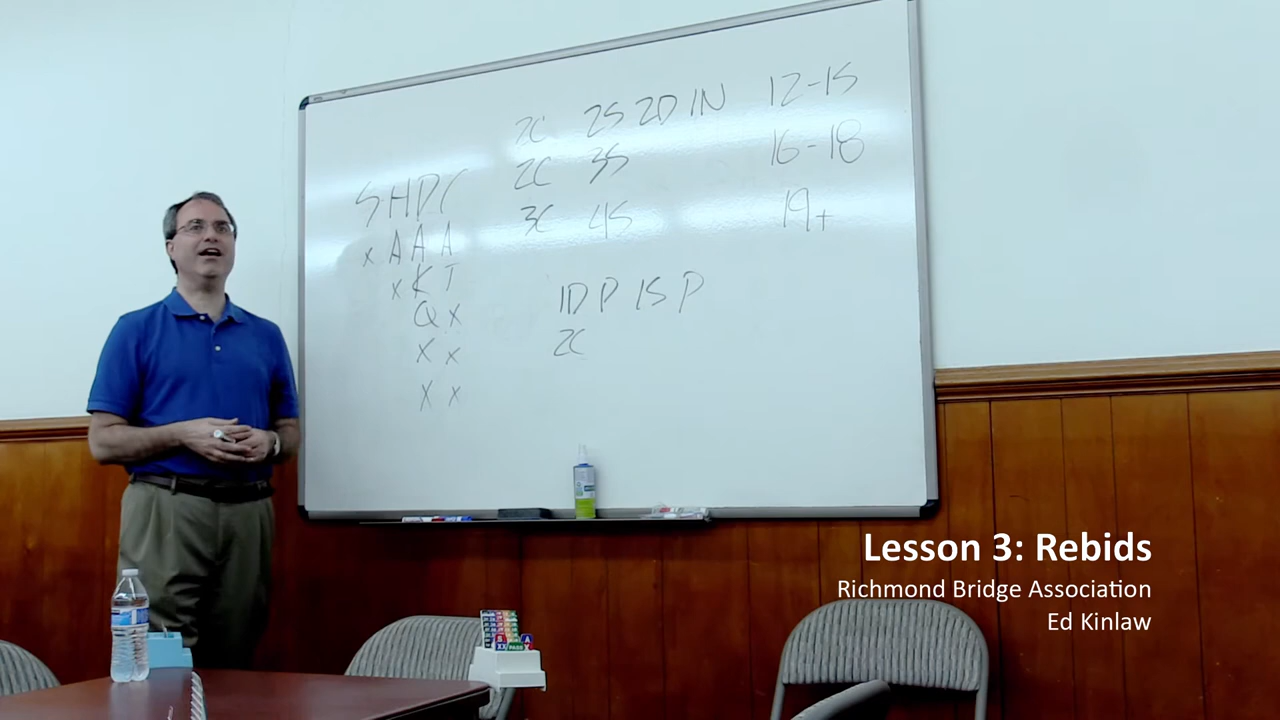 2C 2S 2D 1N 12-15
2C 3S 16-18
3C 4S 19+
S H D C
x A A A
x K T
Q x
x x
x x
1D P 1S P
2C
Lesson 3: Rebids
Richmond Bridge Association
Ed Kinlaw
PASS